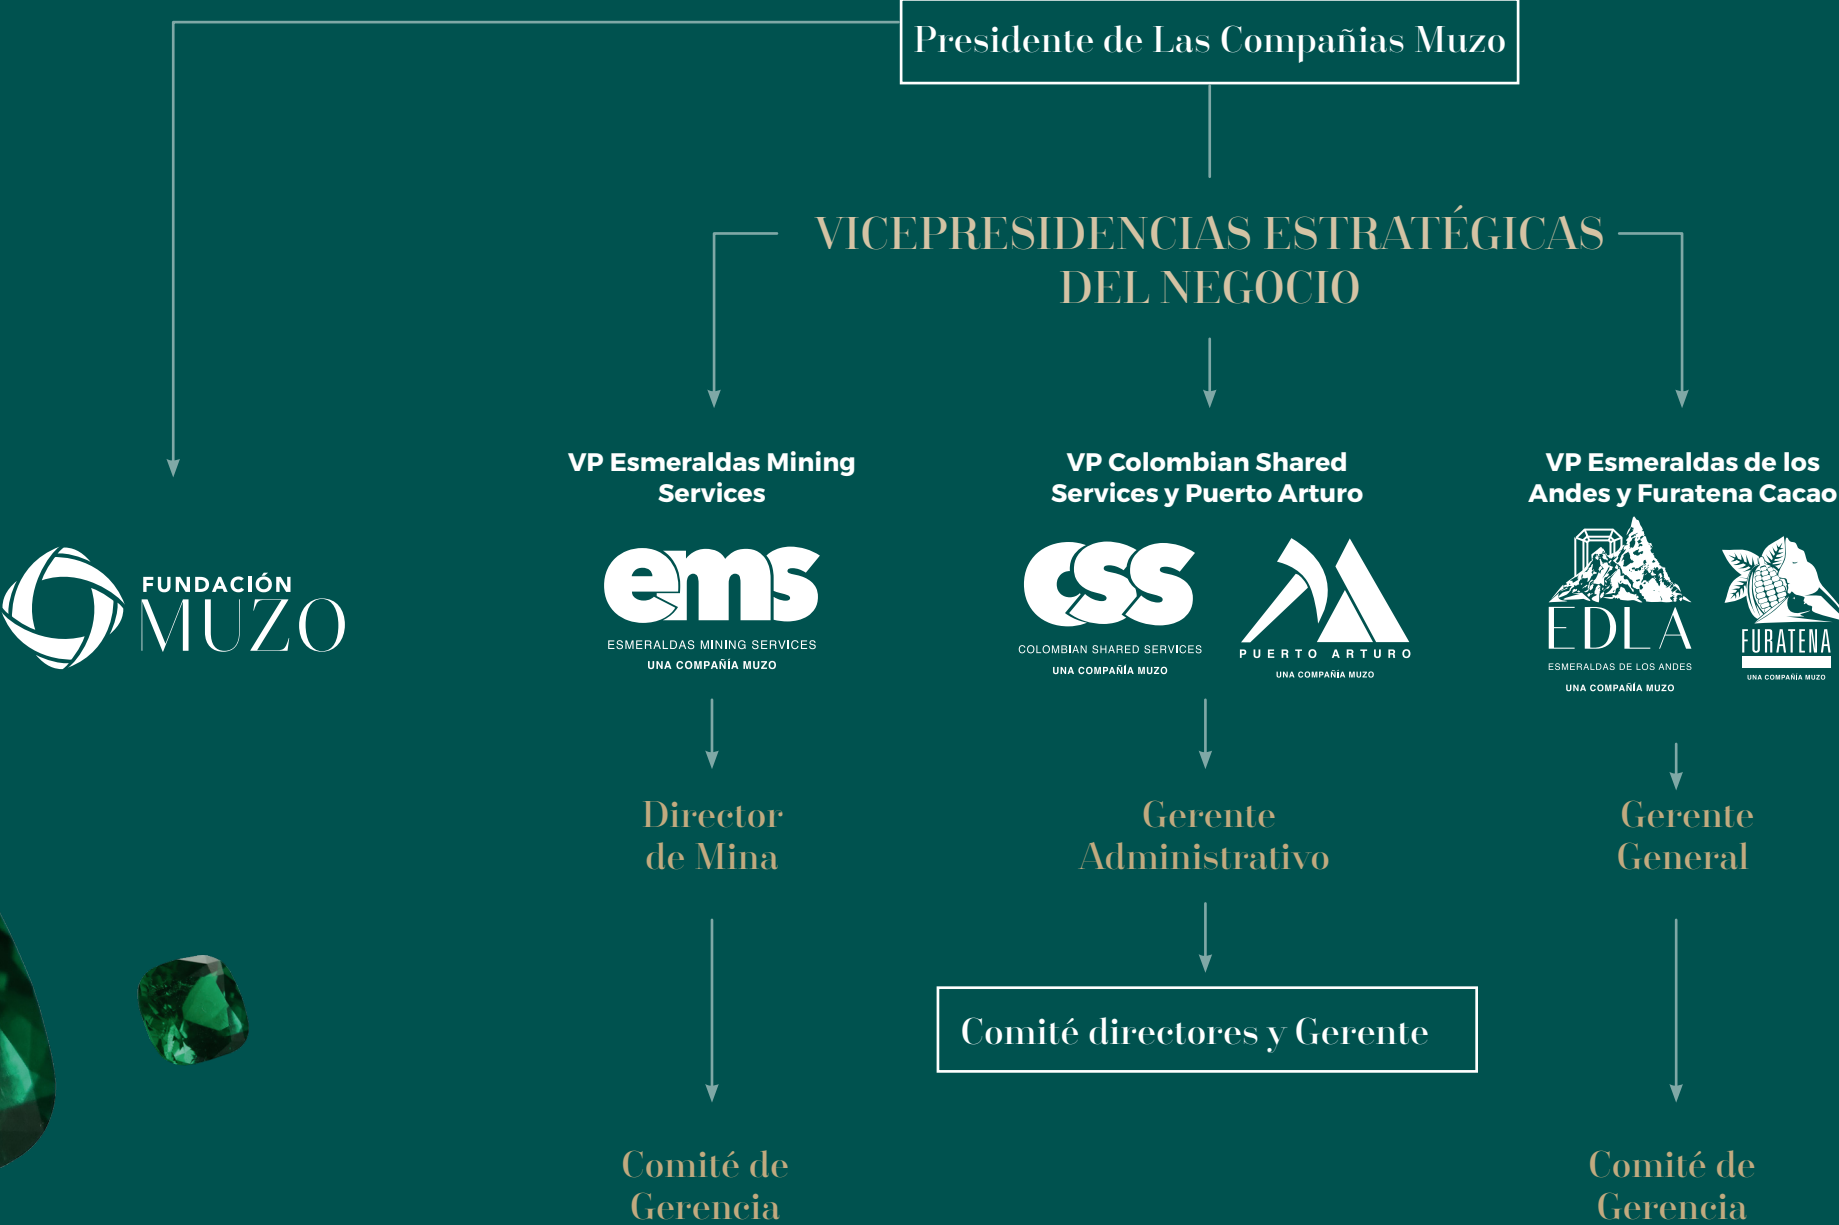 Presidente de Las Compañias Muzo
VICEPRESIDENCIAS ESTRATÉGICAS
DEL NEGOCIO
FUNDACIÓN
MUZO
VP Esmeraldas Mining
Services
ems
ESMERALDAS MINING SERVICES
UNA COMPAÑÍA MUZO
Director
de Mina
Comité de
Gerencia
VP Colombian Shared
Services y Puerto Arturo
css
COLOMBIAN SHARED SERVICES
UNA COMPAÑÍA MUZO
PUERTO ARTURO
UNA COMPAÑÍA MUZO
Gerente
Administrativo
Comité directores y Gerente
VP Esmeraldas de los
Andes y Furatena Cacao
EDLA
ESMERALDAS DE LOS ANDES
UNA COMPAÑÍA MUZO
FURATENA
UNA COMPAÑÍA MUZO
Gerente
General
Comité de
Gerencia